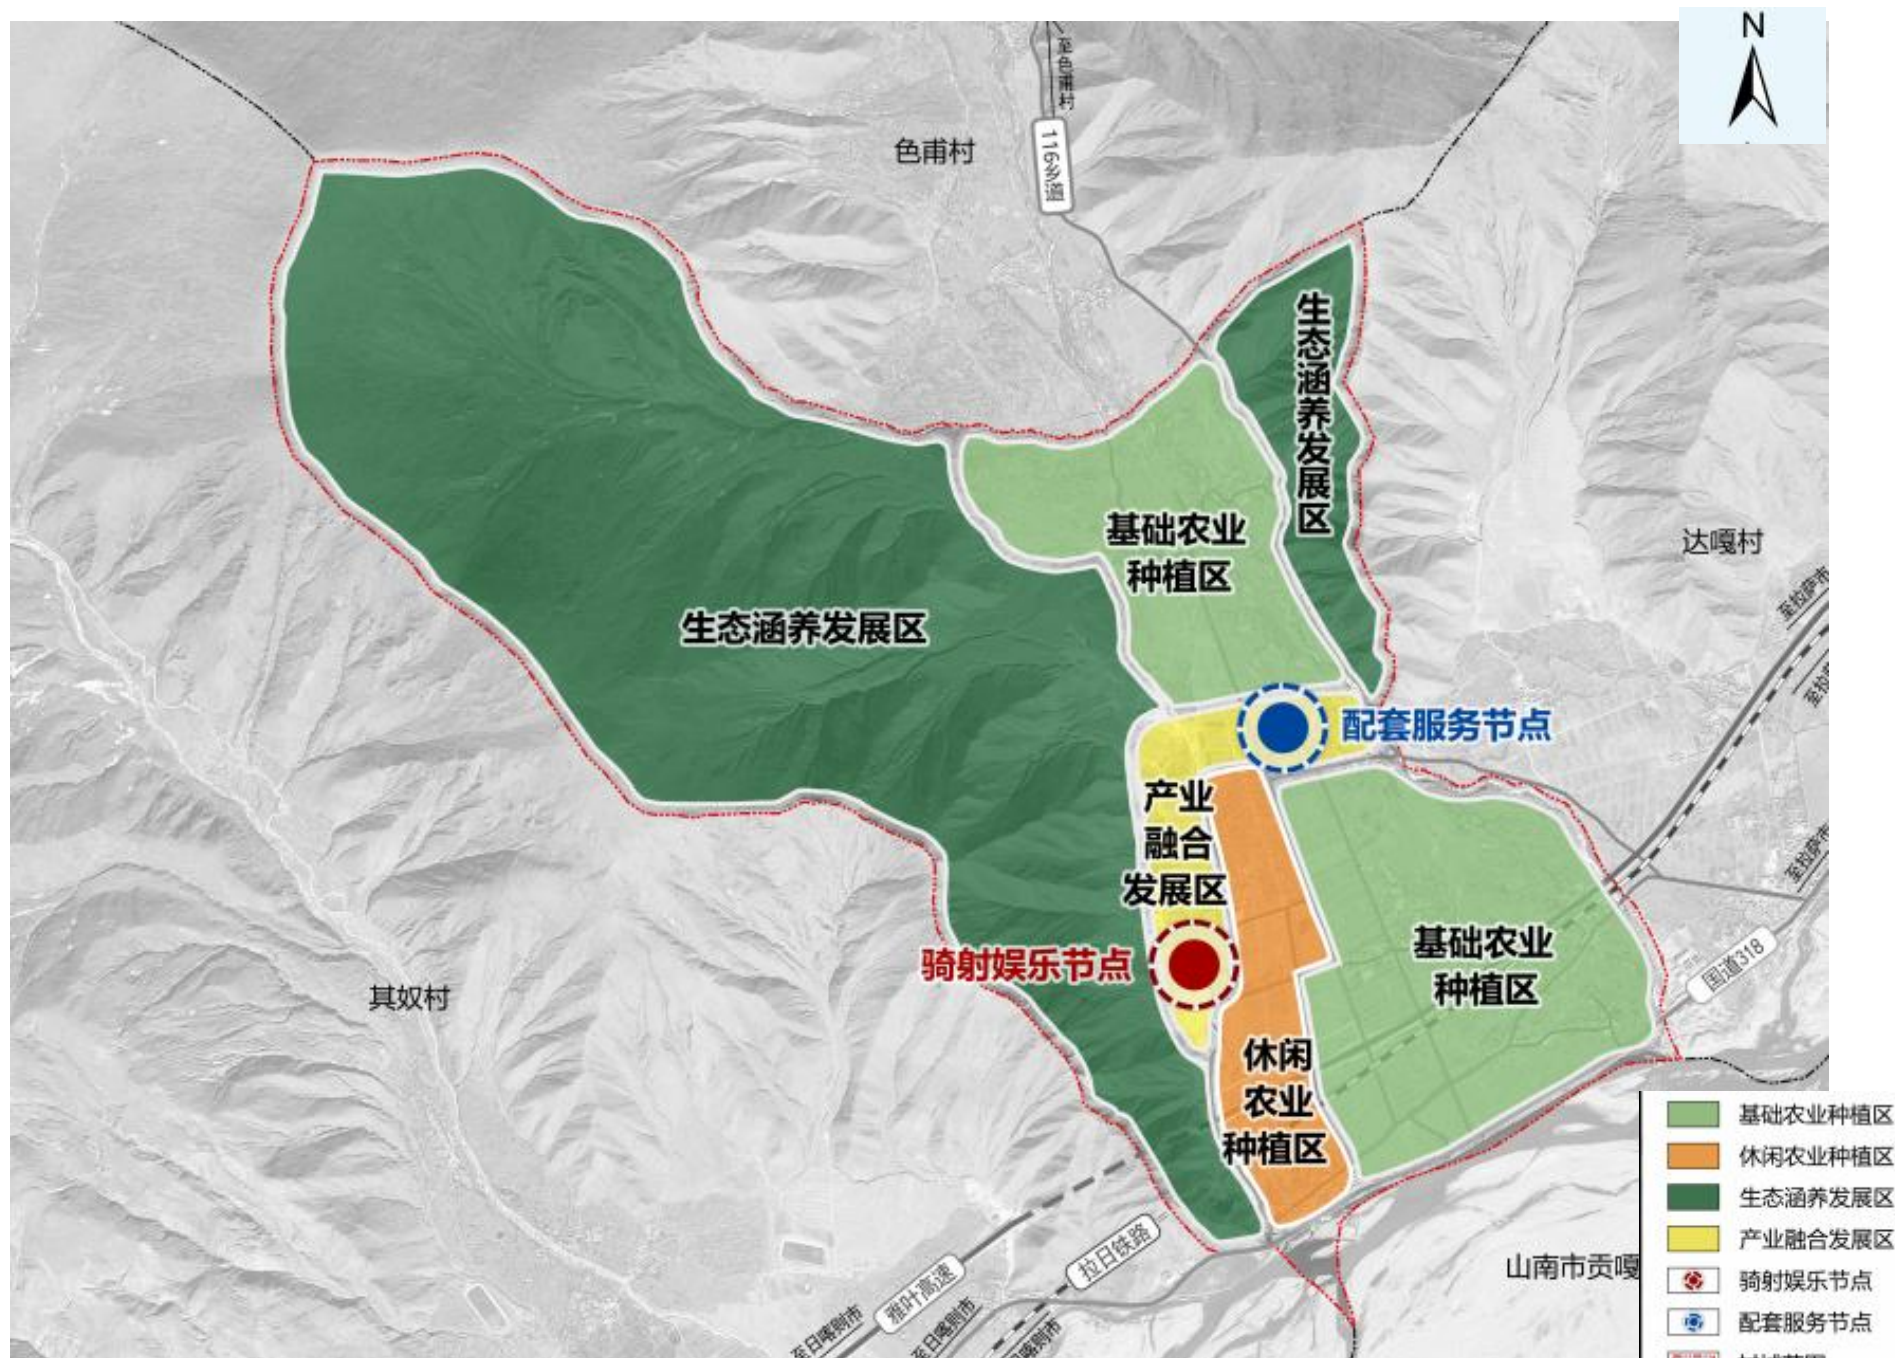 N
至色甫村
116乡道
色甫村
生态涵养发展区
达嘎村
至拉萨市
基础农业
种植区
生态涵养发展区
配套服务节点
产业
融合
发展区
至拉萨市
基础农业
种植区
骑射娱乐节点
国道318
其奴村
休闲
农业
种植区
基础农业种植区
休闲农业种植区
生态涵养发展区
产业融合发展区
骑射娱乐节点
配套服务节点
山南市贡嘎
拉日铁路
雅叶高速
至日喀则市
至日喀则市
日喀则市